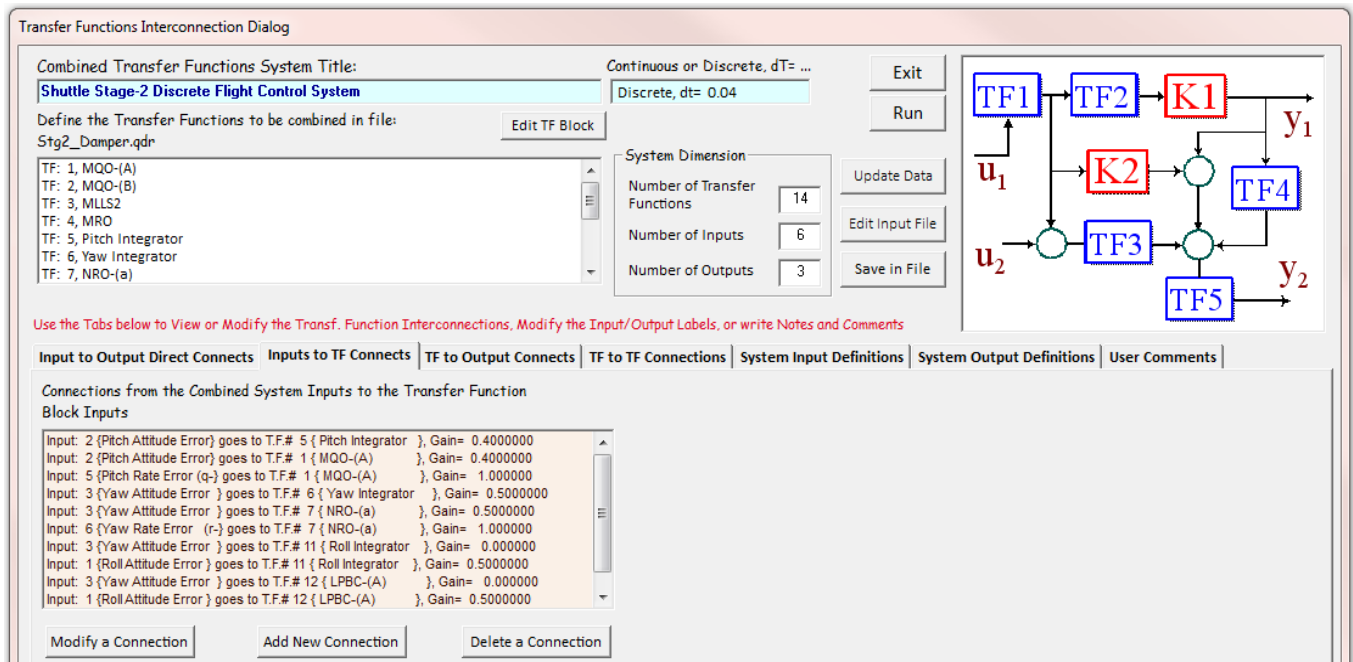 Transfer Functions Interconnection Dialog
Combined Transfer Functions System Title:
Shuttle Stage-2 Discrete Flight Control System
Continuous or Discrete, dT= ...
Discrete, dt= 0.04
Exit
Run
Define the Transfer Functions to be combined in file:
Stg2_Damper.qdr
Edit TF Block
TF: 1, MQO-(A)
TF: 2, MQO-(B)
TF: 3, MLLS2
TF: 4, MRO
TF: 5, Pitch Integrator
TF: 6, Yaw Integrator
TF: 7, NRO-(a)
System Dimension
Number of Transfer
Functions
14
Number of Inputs
6
Number of Outputs
3
Update Data
Edit Input File
Save in File
TF1
TF2
K1
y1
u1
K2
TF4
u2
TF3
y2
TF5
Use the Tabs below to View or Modify the Transf. Function Interconnections, Modify the Input/Output Labels, or write Notes and Comments
Input to Output Direct Connects
Inputs to TF Connects
TF to Output Connects
TF to TF Connections
System Input Definitions
System Output Definitions
User Comments
Connections from the Combined System Inputs to the Transfer Function
Block Inputs
Input: 2 {Pitch Attitude Error} goes to T.F.# 5 { Pitch Integrator }, Gain= 0.4000000
Input: 2 {Pitch Attitude Error} goes to T.F.# 1 { MQO-(A) }, Gain= 0.4000000
Input: 5 {Pitch Rate Error (q-} goes to T.F.# 1 { MQO-(A) }, Gain= 1.000000
Input: 3 {Yaw Attitude Error } goes to T.F.# 6 { Yaw Integrator }, Gain= 0.5000000
Input: 3 {Yaw Attitude Error } goes to T.F.# 7 { NRO-(a) }, Gain= 0.5000000
Input: 6 {Yaw Rate Error (r-} goes to T.F.# 7 { NRO-(a) }, Gain= 1.000000
Input: 3 {Yaw Attitude Error } goes to T.F.# 11 { Roll Integrator }, Gain= 0.000000
Input: 1 {Roll Attitude Error } goes to T.F.# 11 { Roll Integrator }, Gain= 0.5000000
Input: 3 {Yaw Attitude Error } goes to T.F.# 12 { LPBC-(A) }, Gain= 0.000000
Input: 1 {Roll Attitude Error } goes to T.F.# 12 { LPBC-(A) }, Gain= 0.5000000
Modify a Connection
Add New Connection
Delete a Connection